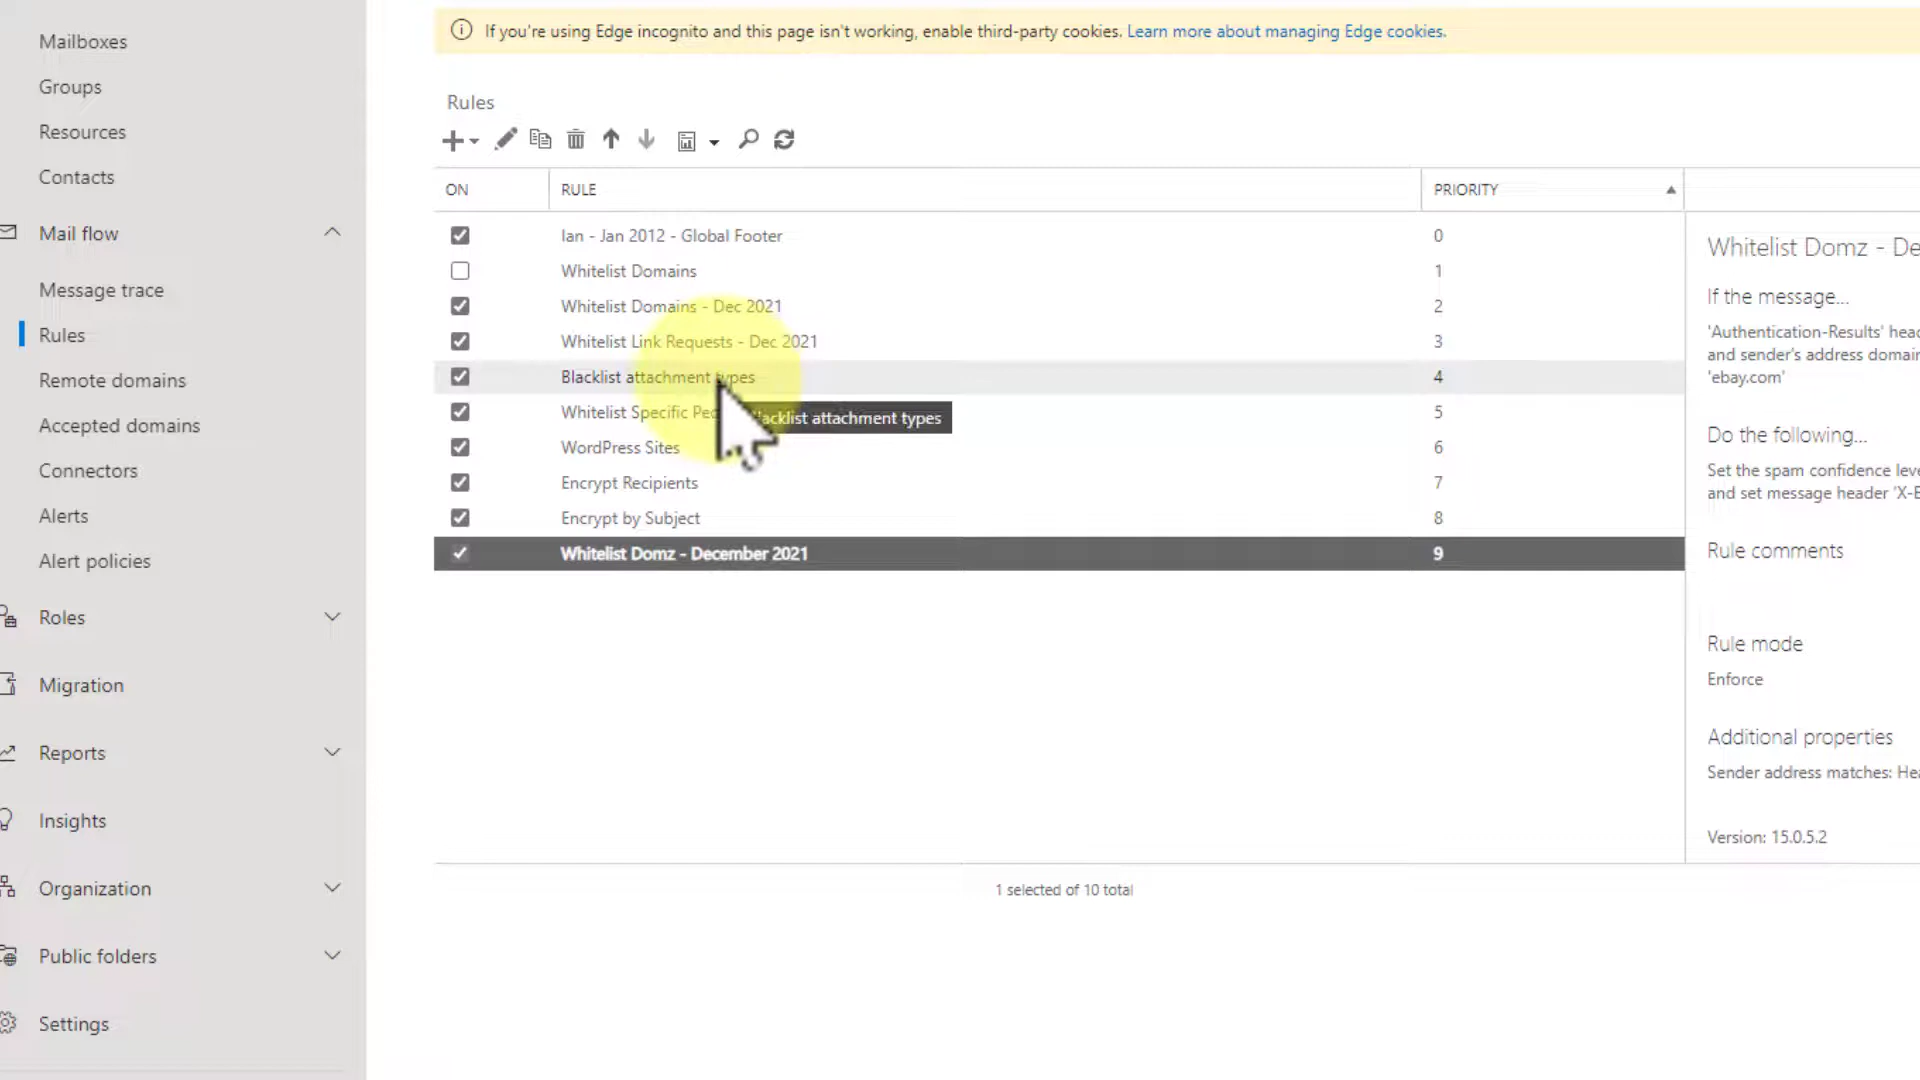 If you're using Edge incognito and this page isn't working, enable third-party cookies. Learn more about managing Edge cookies.
Mailboxes
Groups
Resources
Contacts
Mail flow
Message trace
Rules
Remote domains
Accepted domains
Connectors
Alerts
Alert policies
Roles
Migration
Reports
Insights
Organization
Public folders
Settings
Rules
ON RULE PRIORITY
Ian - Jan 2012 - Global Footer 0
Whitelist Domains 1
Whitelist Domains - Dec 2021 2
Whitelist Link Requests - Dec 2021 3
Blacklist attachment types 4
Whitelist Specific 5
attachment types
WordPress Sites 6
Encrypt Recipients 7
Encrypt by Subject 8
Whitelist Domz - December 2021 9
1 selected of 10 total
Whitelist Domz - De
If the message...
'Authentication-Results' head
and sender's address domain
'ebay.com'
Do the following...
Set the spam confidence leve
and set message header 'X-E
Rule comments
Rule mode
Enforce
Additional properties
Sender address matches: Hea
Version: 15.0.5.2